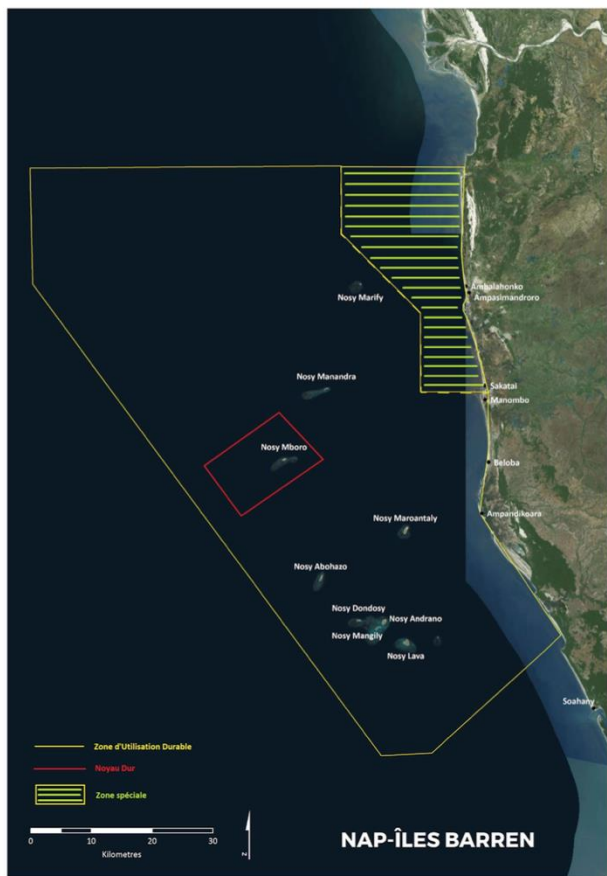 Ambalahonko
Ampasimandroro
Nosy Marify
Nosy Manandra
Sakatai
Manombo
Nosy Mboro
Beloba
Nosy Maroantaly
Ampandikoara
Nosy Abohazo
Nosy Dondosy
Nosy Andrano
Nosy Mangily
Nosy Lava
Soahany
Zone d'Utilisation Durable
Noyau Dur
Zone spéciale
0 10 20 30
Kilometres
N
NAP-ÎLES BARREN